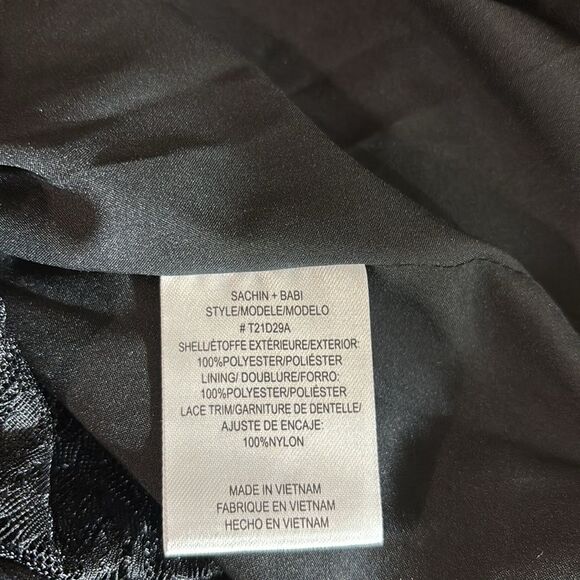 SACHIN + BABI
STYLE/MODELE/MODELO
# T21D29A
SHELL/ÉTOFFE EXTÉRIEURE/EXTERIOR:
100%POLYESTER/POLIÉSTER
LINING/ DOUBLURE/FORRO:
100%POLYESTER/POLIÉSTER
LACE TRIM/GARNITURE DE DENTELLE/
AJUSTE DE ENCAJE:
100%NYLON
MADE IN VIETNAM
FABRIQUE EN VIETNAM
HECHO EN VIETNAM